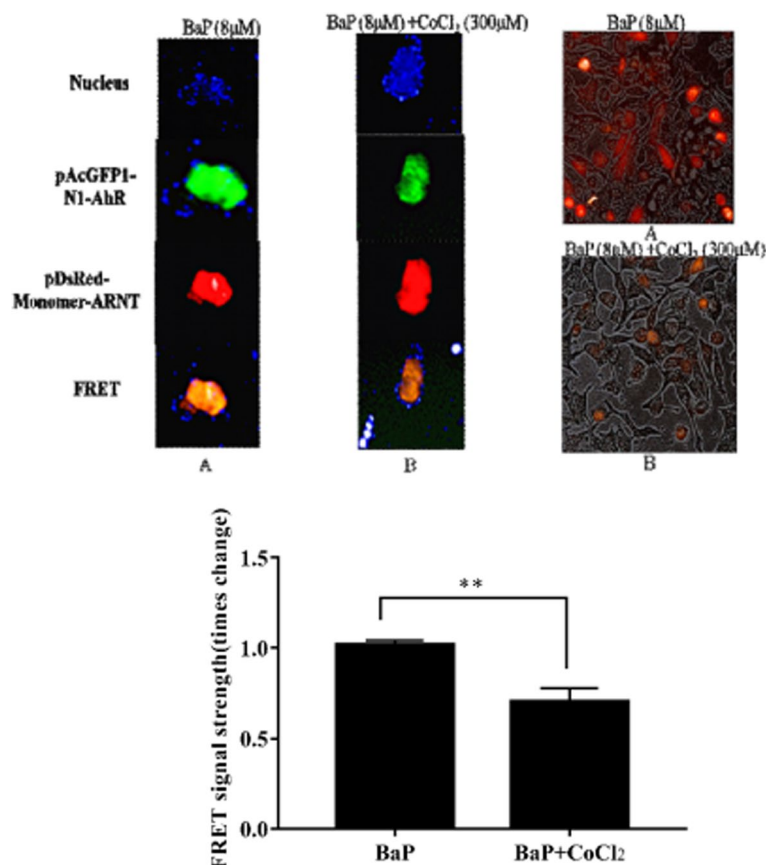 BaP(8μM)
BaP(8μM) +CoCl2 (300μM)
BaP(8μM)
Nucleus
pAcGFP1-
N1-AhR
pDsRed-
Monomer-ARNT
FRET
A
B
A
BaP(8μM) +CoCl2 (300μM)
B
FRET signal strength(times change)
1.5
1.0
0.5
0.0
**
BaP
BaP+CoCl2